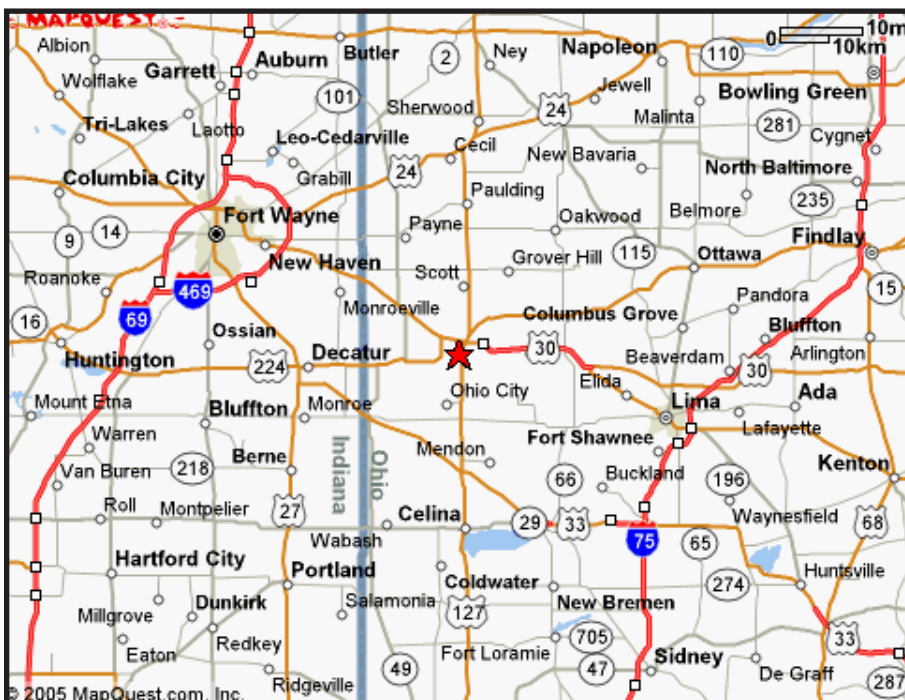 MAPQUEST
0 10m
10km
Albion
Butler
2
Ney
Napoleon
110
Auburn
Garrett
Wolflake
101
Jewell
Bowling Green
Sherwood
24
Malinta
281
Tri-Lakes
Laotto
Leo-Cedarville
Cygnet
Cecil
New Bavaria
North Baltimore
24
Grabill
Columbia City
Paulding
235
Belmore
Fort Wayne
Oakwood
Payne
14
9
115
Findlay
New Haven
Grover Hill
Ottawa
Scott
Roanoke
469
15
Monroeville
Pandora
Columbus Grove
16
69
Ossian
Bluffton
30
Beaverdam
Arlington
Huntington
224
Decatur
30
Elida
Ohio City
Ada
Mount Etna
Monroe
Lima
Bluffton
Lafayette
Warren
Fort Shawnee
Indiana
Ohio
Mendon
Berne
Kenton
Van Buren
218
66
Buckland
196
Roll
Montpelier
27
Celina
29
33
Waynesfield
68
Wabash
75
65
Hartford City
Portland
Coldwater
274
Huntsville
Millgrove
Dunkirk
Salamonia
127
New Bremen
Redkey
705
33
Eaton
Fort Loramie
Sidney
49
47
De Graff
287
Ridgeville
© 2005 MapQuest.com, Inc.